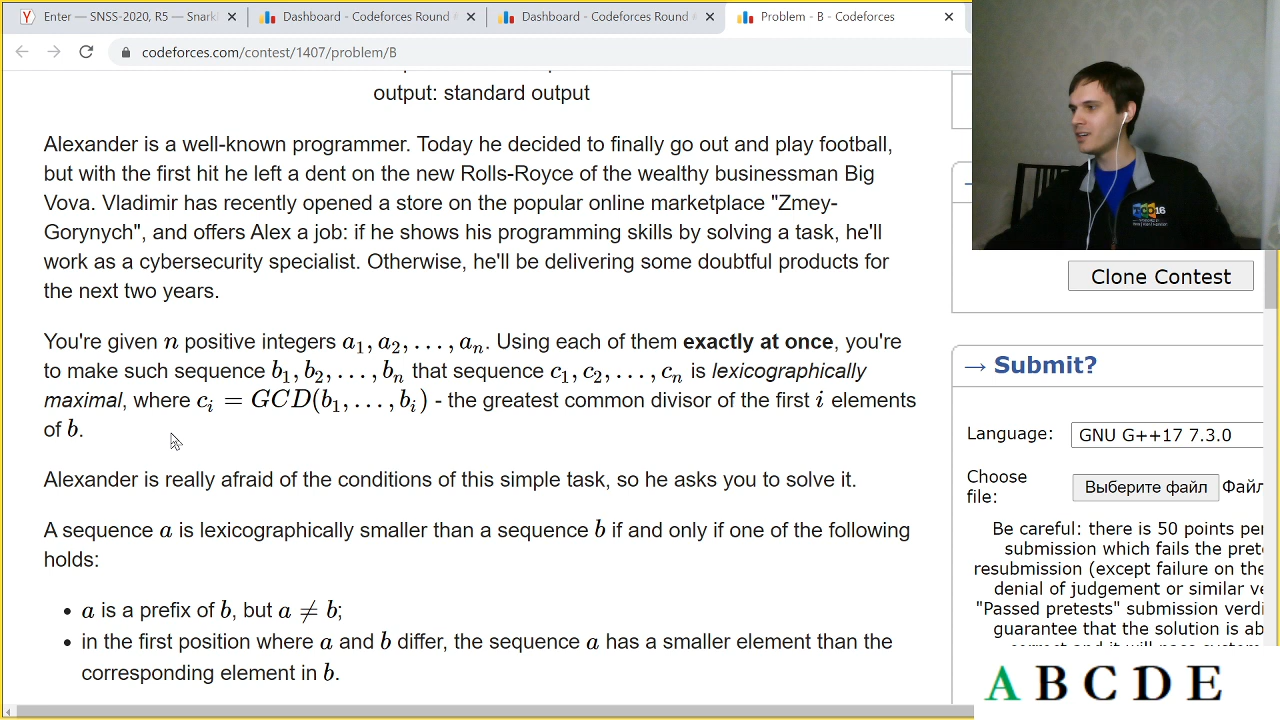 Enter — SNSS-2020, R5 — Snark
Dashboard - Codeforces Round
Dashboard - Codeforces Round
Problem - B - Codeforces
codeforces.com/contest/1407/problem/B
output: standard output
Alexander is a well-known programmer. Today he decided to finally go out and play football,
but with the first hit he left a dent on the new Rolls-Royce of the wealthy businessman Big
Vova. Vladimir has recently opened a store on the popular online marketplace "Zmey-
Gorynych", and offers Alex a job: if he shows his programming skills by solving a task, he'll
work as a cybersecurity specialist. Otherwise, he'll be delivering some doubtful products for
the next two years.
You're given n positive integers a₁, a₂, …, aₙ. Using each of them exactly at once, you're
to make such sequence b₁, b₂, …, bₙ that sequence c₁, c₂, …, cₙ is lexicographically
maximal, where cᵢ = GCD(b₁, …, bᵢ) - the greatest common divisor of the first i elements
of b.
Alexander is really afraid of the conditions of this simple task, so he asks you to solve it.
A sequence a is lexicographically smaller than a sequence b if and only if one of the following
holds:
• a is a prefix of b, but a ≠ b;
• in the first position where a and b differ, the sequence a has a smaller element than the
corresponding element in b.
Clone Contest
→ Submit?
Language:
GNU G++17 7.3.0
Choose
file:
Выберите файл
Файл
Be careful: there is 50 points pe
submission which fails the pret
resubmission (except failure on the
denial of judgement or similar ve
"Passed pretests" submission verdi
guarantee that the solution is ab
A B C D E